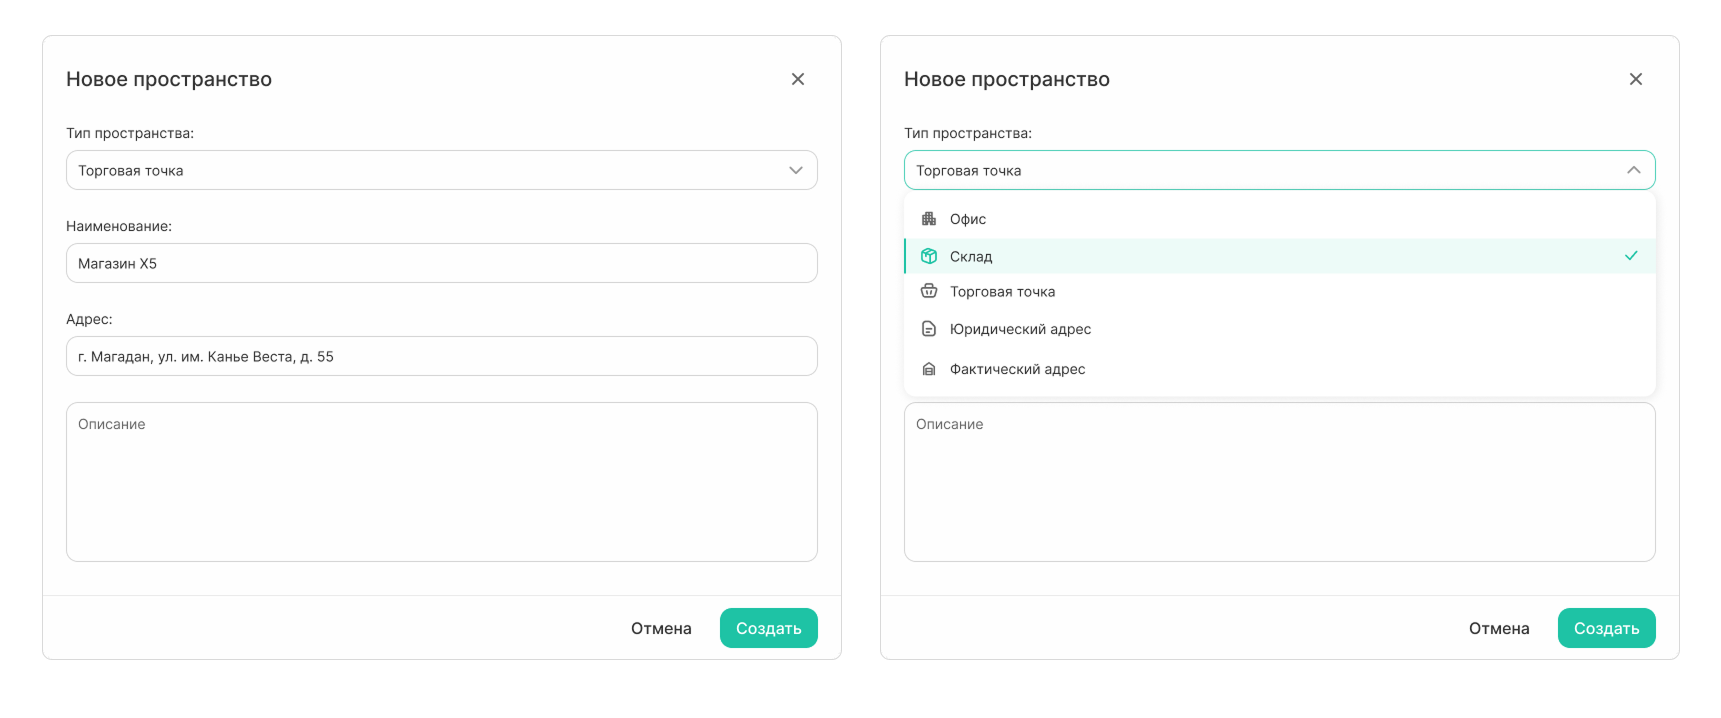 Новое пространство
Тип пространства:
Торговая точка
Наименование:
Магазин X5
Адрес:
г. Магадан, ул. им. Канье Веста, д. 55
Описание
Отмена
Создать
Новое пространство
Тип пространства:
Торговая точка
Офис
Склад
Торговая точка
Юридический адрес
Фактический адрес
Описание
Отмена
Создать